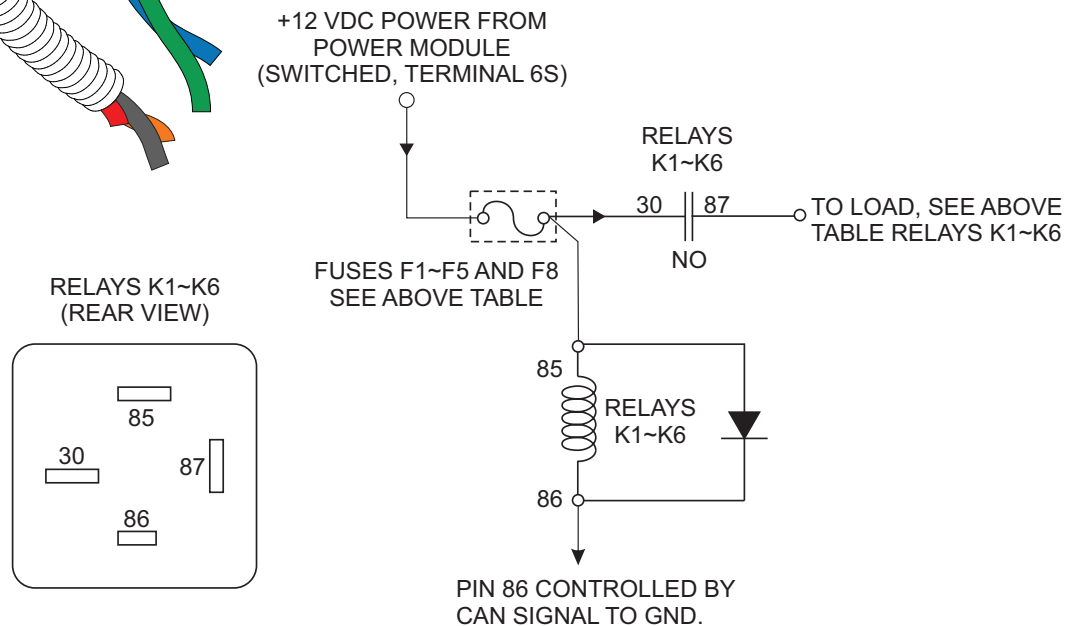 +12 VDC POWER FROM
POWER MODULE
(SWITCHED, TERMINAL 6S)
RELAYS
K1~K6
30
87
NO
TO LOAD, SEE ABOVE
TABLE RELAYS K1~K6
FUSES F1~F5 AND F8
SEE ABOVE TABLE
RELAYS K1~K6
(REAR VIEW)
85
30
87
86
85
RELAYS
K1~K6
86
PIN 86 CONTROLLED BY
CAN SIGNAL TO GND.